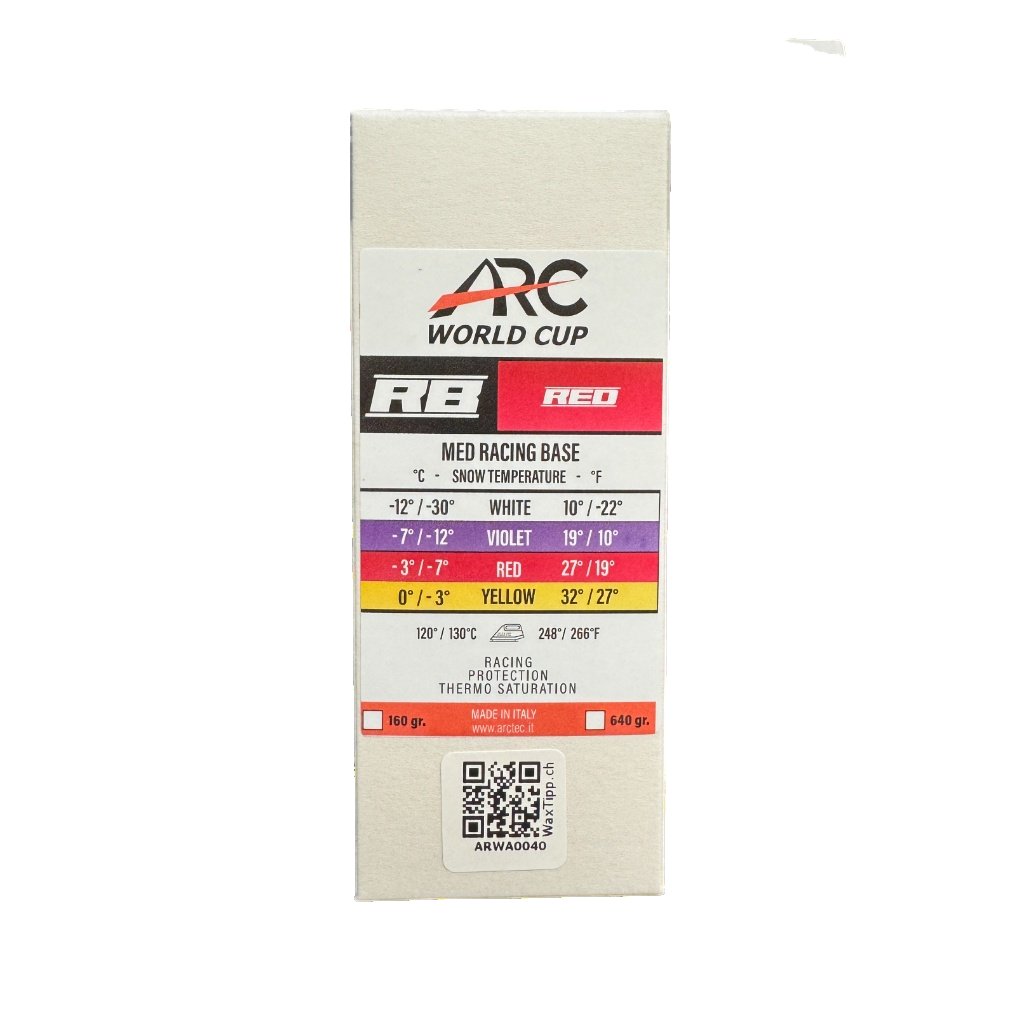 ARC
WORLD CUP
RB RED
MED RACING BASE
°C - SNOW TEMPERATURE - °F
-12° / -30° WHITE 10° / -22°
- 7° / - 12° VIOLET 19° / 10°
- 3° / - 7° RED 27° / 19°
0° / - 3° YELLOW 32° / 27°
120° / 130°C 248°/ 266°F
RACING
PROTECTION
THERMO SATURATION
160 gr. MADE IN ITALY 640 gr.
www.arctec.it
WaxTipp.ch
ARWA0040